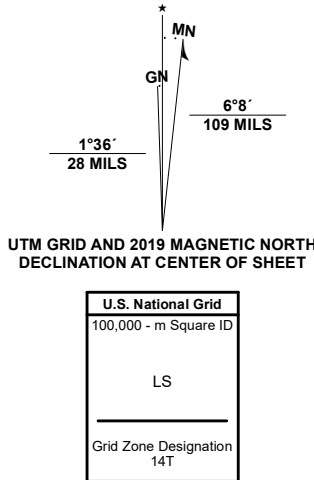 ★
MN
GN
6°8´
109 MILS
1°36´
28 MILS
UTM GRID AND 2019 MAGNETIC NORTH
DECLINATION AT CENTER OF SHEET
U.S. National Grid
100,000 - m Square ID
LS
Grid Zone Designation
14T